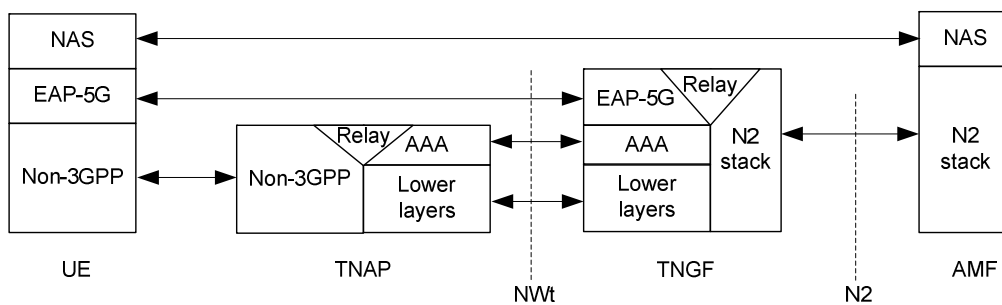 NAS
NAS
EAP-5G
EAP-5G
Relay
Relay
AAA
AAA
N2
stack
N2
stack
Non-3GPP
Non-3GPP
Lower
layers
Lower
layers
UE
TNAP
TNGF
AMF
NWt
N2